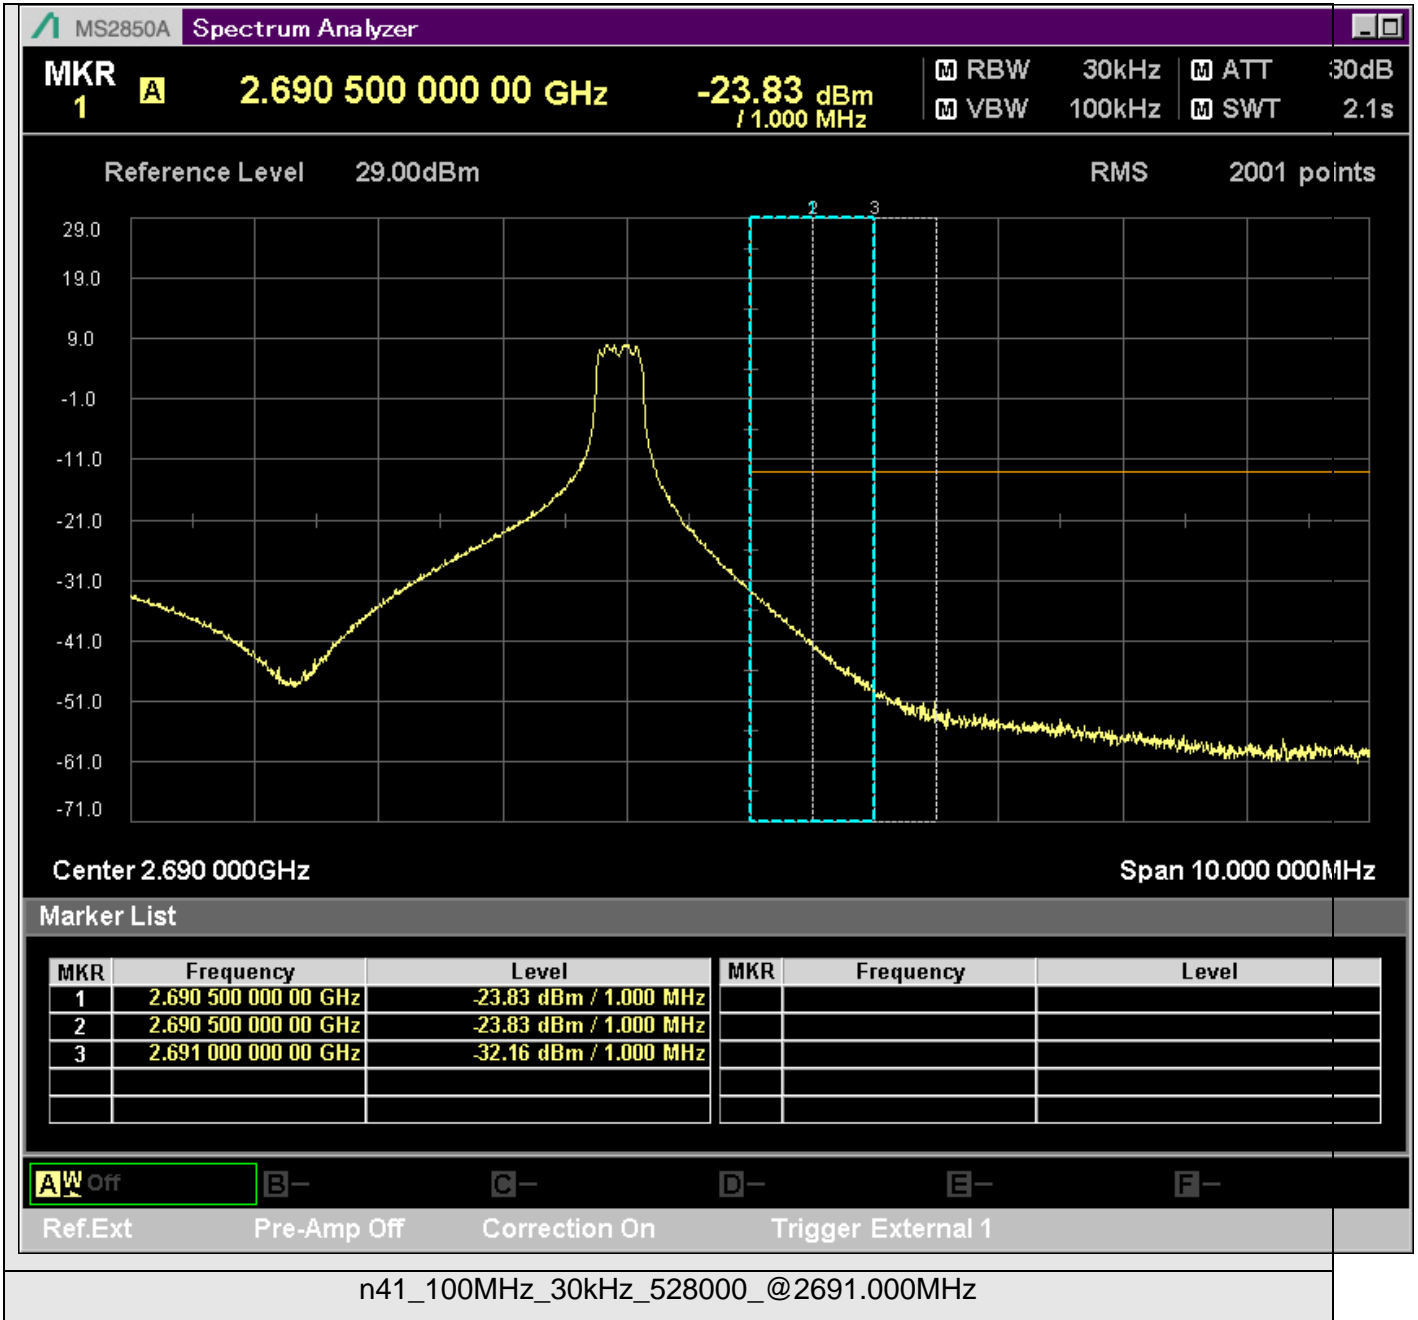 MS2850A Spectrum Analyzer
MKR 1 A 2.690 500 000 00 GHz -23.83 dBm / 1.000 MHz
M RBW 30kHz M ATT 30dB
M VBW 100kHz M SWT 2.1s
Reference Level 29.00dBm RMS 2001 points
2 3
29.0
19.0
9.0
-1.0
-11.0
-21.0
-31.0
-41.0
-51.0
-61.0
-71.0
Center 2.690 000GHz Span 10.000 000MHz
Marker List
MKR Frequency Level MKR Frequency Level
1 2.690 500 000 00 GHz -23.83 dBm / 1.000 MHz
2 2.690 500 000 00 GHz -23.83 dBm / 1.000 MHz
3 2.691 000 000 00 GHz -32.16 dBm / 1.000 MHz
A W Off B- C- D- E- F-
Ref.Ext Pre-Amp Off Correction On Trigger External 1
n41_100MHz_30kHz_528000_@2691.000MHz